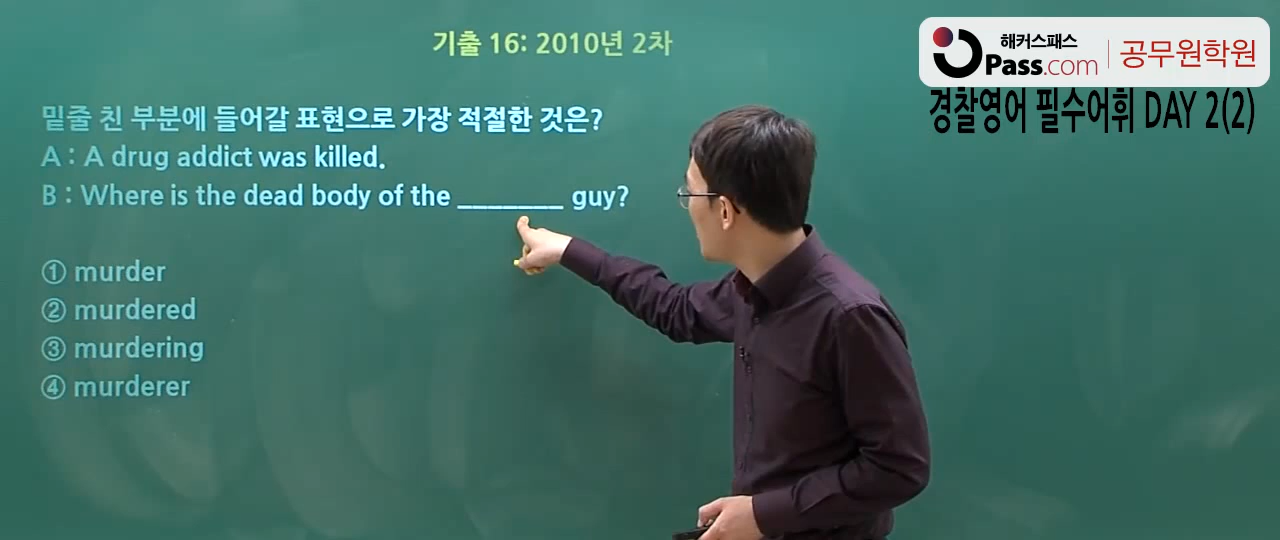 기출 16: 2010년 2차
해커스패스
Pass.com
공무원학원
경찰영어 필수어휘 DAY 2(2)
밑줄 친 부분에 들어갈 표현으로 가장 적절한 것은?
A : A drug addict was killed.
B : Where is the dead body of the _______ guy?
① murder
② murdered
③ murdering
④ murderer